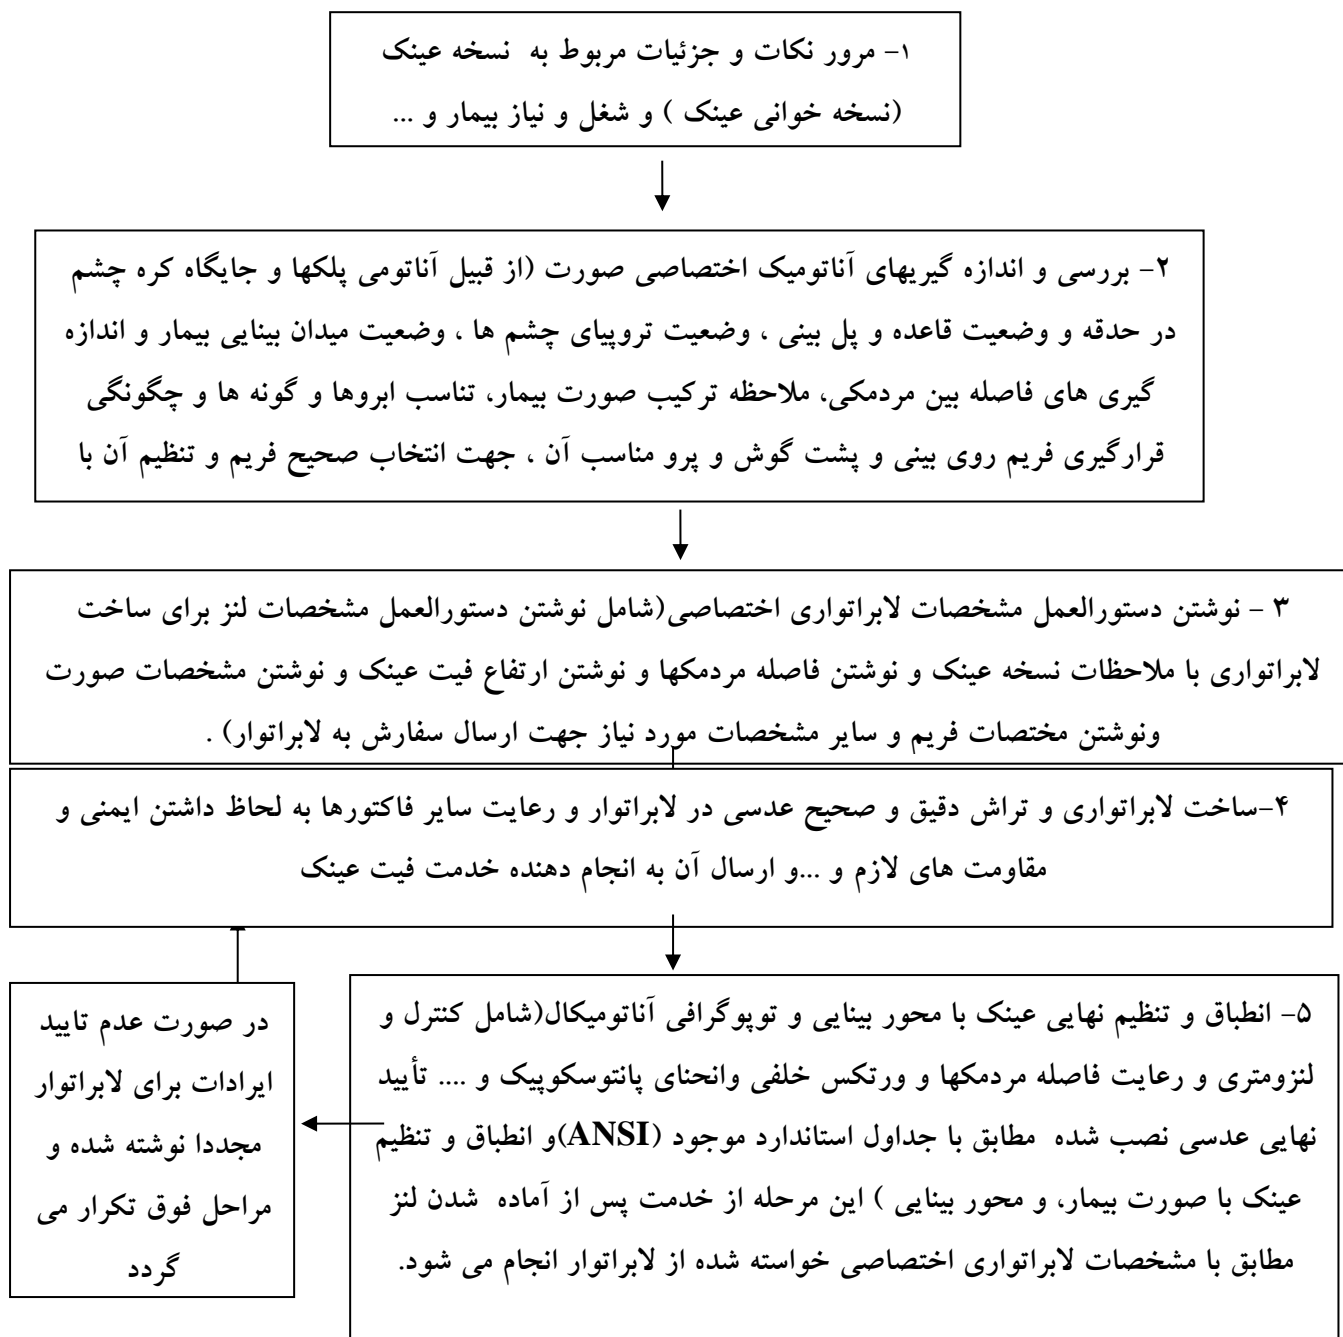 ۱- مرور نکات و جزئیات مربوط به نسخه عینک
(نسخه خوانی عینک ) و شغل و نیاز بیمار و ...
۲- بررسی و اندازه گیریهای آناتومیک اختصاصی صورت (از قبیل آناتومی پلکها و جایگاه کره چشم
در حدقه و وضعیت قاعده و پل بینی ، وضعیت تروپیای چشم ها ، وضعیت میدان بینایی بیمار و اندازه
گیری های فاصله بین مردمکی، ملاحظه ترکیب صورت بیمار، تناسب ابروها و گونه ها و چگونگی
قرارگیری فریم روی بینی و پشت گوش و پرو مناسب آن ، جهت انتخاب صحیح فریم و تنظیم آن با
۳ - نوشتن دستورالعمل مشخصات لابراتواری اختصاصی(شامل نوشتن دستورالعمل مشخصات لنز برای ساخت
لابراتواری با ملاحظات نسخه عینک و نوشتن فاصله مردمکها و نوشتن ارتفاع فیت عینک و نوشتن مشخصات صورت
ونوشتن مختصات فریم و سایر مشخصات مورد نیاز جهت ارسال سفارش به لابراتوار) .
۴-ساخت لابراتواری و تراش دقیق و صحیح عدسی در لابراتوار و رعایت سایر فاکتورها به لحاظ داشتن ایمنی و
مقاومت های لازم و ...و ارسال آن به انجام دهنده خدمت فیت عینک
۵- انطباق و تنظیم نهایی عینک با محور بینایی و توپوگرافی آناتومیکال(شامل کنترل و
لنزومتری و رعایت فاصله مردمکها و ورتکس خلفی وانحنای پانتوسکوپیک و .... تأیید
نهایی عدسی نصب شده مطابق با جداول استاندارد موجود (ANSI)و انطباق و تنظیم
عینک با صورت بیمار، و محور بینایی ) این مرحله از خدمت پس از آماده شدن لنز
مطابق با مشخصات لابراتواری اختصاصی خواسته شده از لابراتوار انجام می شود.
در صورت عدم تایید
ایرادات برای لابراتوار
مجددا نوشته شده و
مراحل فوق تکرار می
گردد